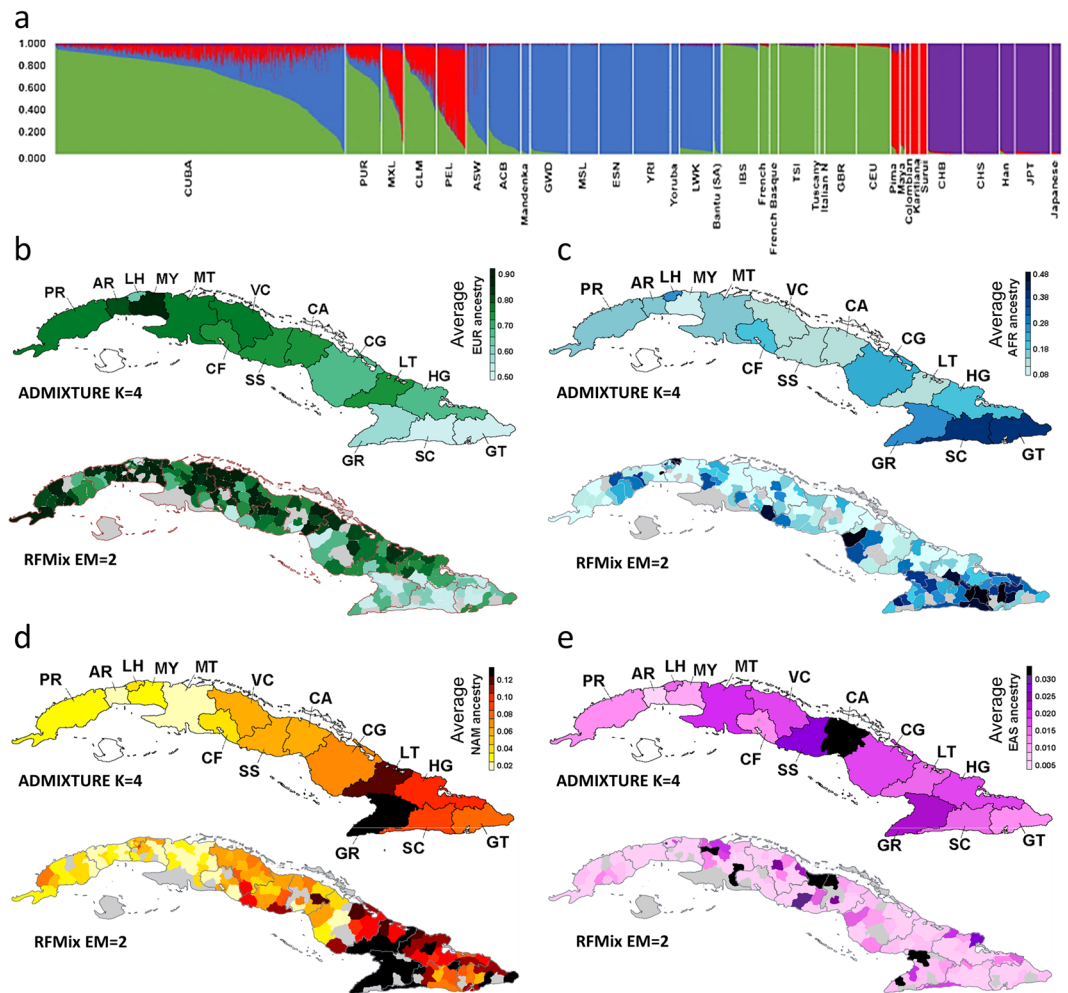 a
1.000
0.800
0.600
0.400
0.200
0.000
CUBA
PUR
MXL
CLM
PEL
ASW
ACB
Mandenka
GWD
MSL
ESN
YRI
Yoruba
LWK
Bantu (SA)
IBS
French
French Basque
TSI
Tuscany
Italian N.
GBR
CEU
Pima
Maya
Colombian
Karitiana
Surui
CHB
CHS
Han
JPT
Japanese
b
PR
AR
LH
MY
MT
VC
CA
CG
LT
HG
CF
SS
GR
SC
GT
Average
EUR ancestry
0.90
0.80
0.70
0.60
0.50
ADMIXTURE K=4
RFMix EM=2
c
PR
AR
LH
MY
MT
VC
CA
CG
LT
HG
CF
SS
GR
SC
GT
Average
AFR ancestry
0.48
0.38
0.28
0.18
0.08
ADMIXTURE K=4
RFMix EM=2
d
PR
AR
LH
MY
MT
VC
CA
CG
LT
HG
CF
SS
GR
SC
GT
Average
NAM ancestry
0.12
0.10
0.08
0.06
0.04
0.02
ADMIXTURE K=4
RFMix EM=2
e
PR
AR
LH
MY
MT
VC
CA
CG
LT
HG
CF
SS
GR
SC
GT
Average
EAS ancestry
0.030
0.025
0.020
0.015
0.010
0.005
ADMIXTURE K=4
RFMix EM=2